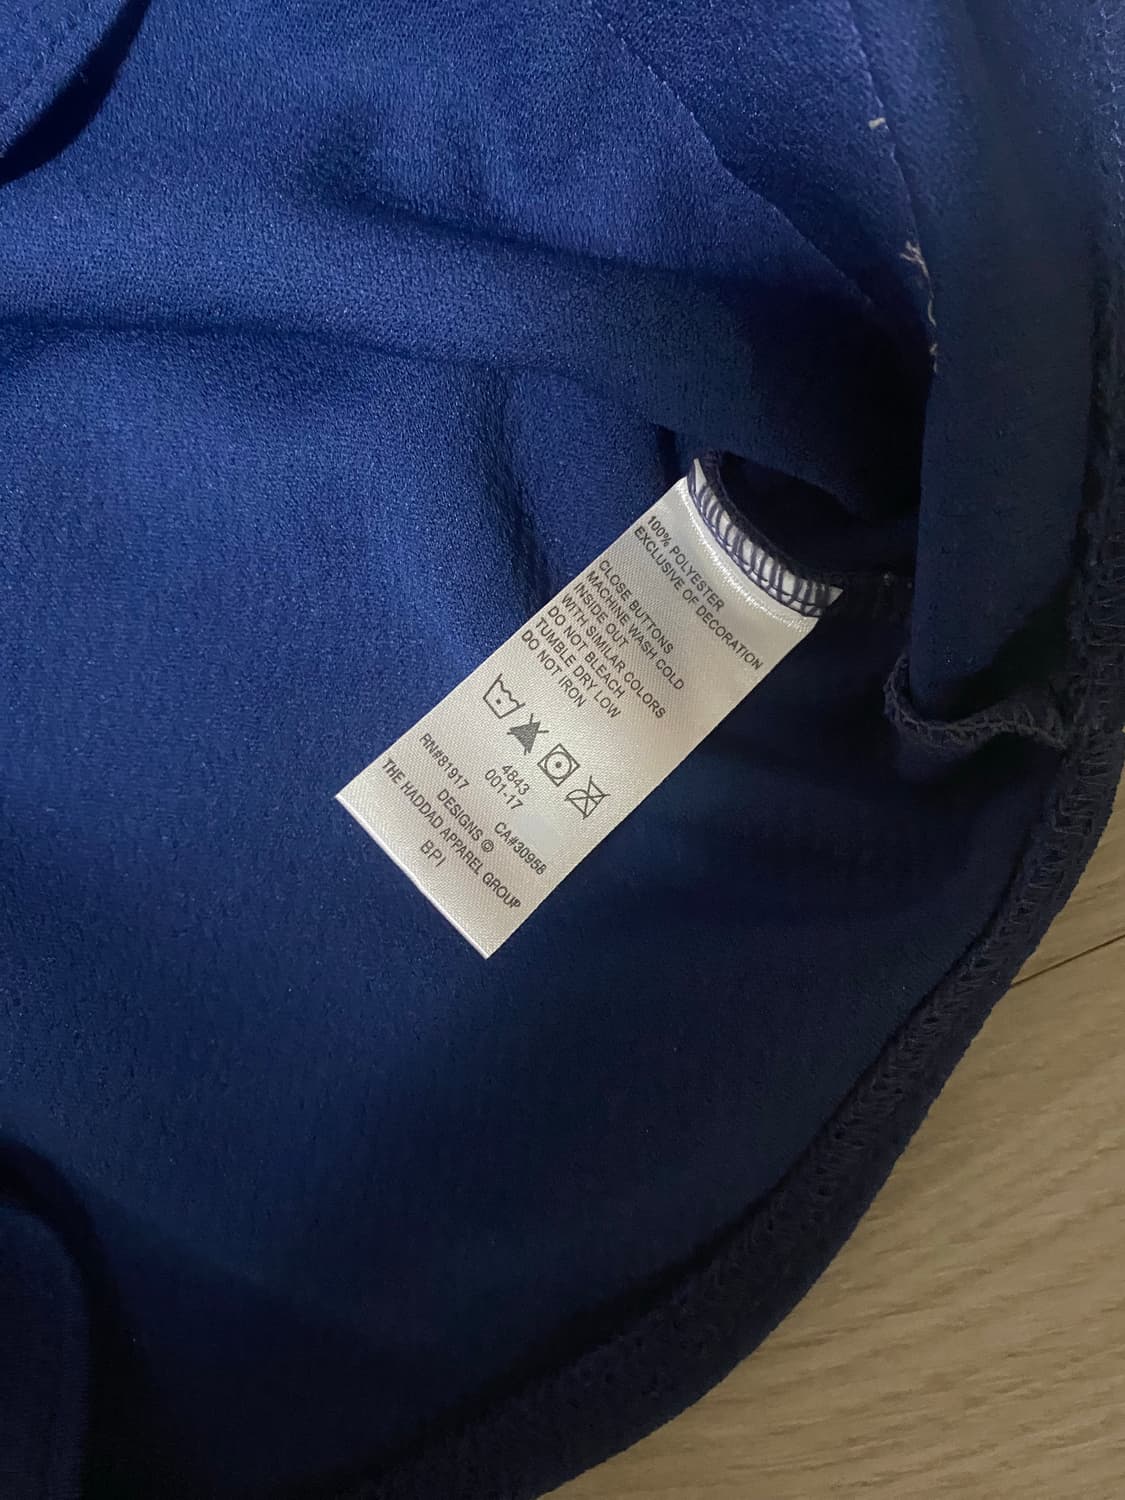 100% POLYESTER
EXCLUSIVE OF DECORATION
CLOSE BUTTONS
MACHINE WASH COLD
INSIDE OUT
WITH SIMILAR COLORS
DO NOT BLEACH
TUMBLE DRY LOW
DO NOT IRON
4843
001-17
RN#81917 CA#30958
DESIGNS ©
THE HADDAD APPAREL GROUP
BPI